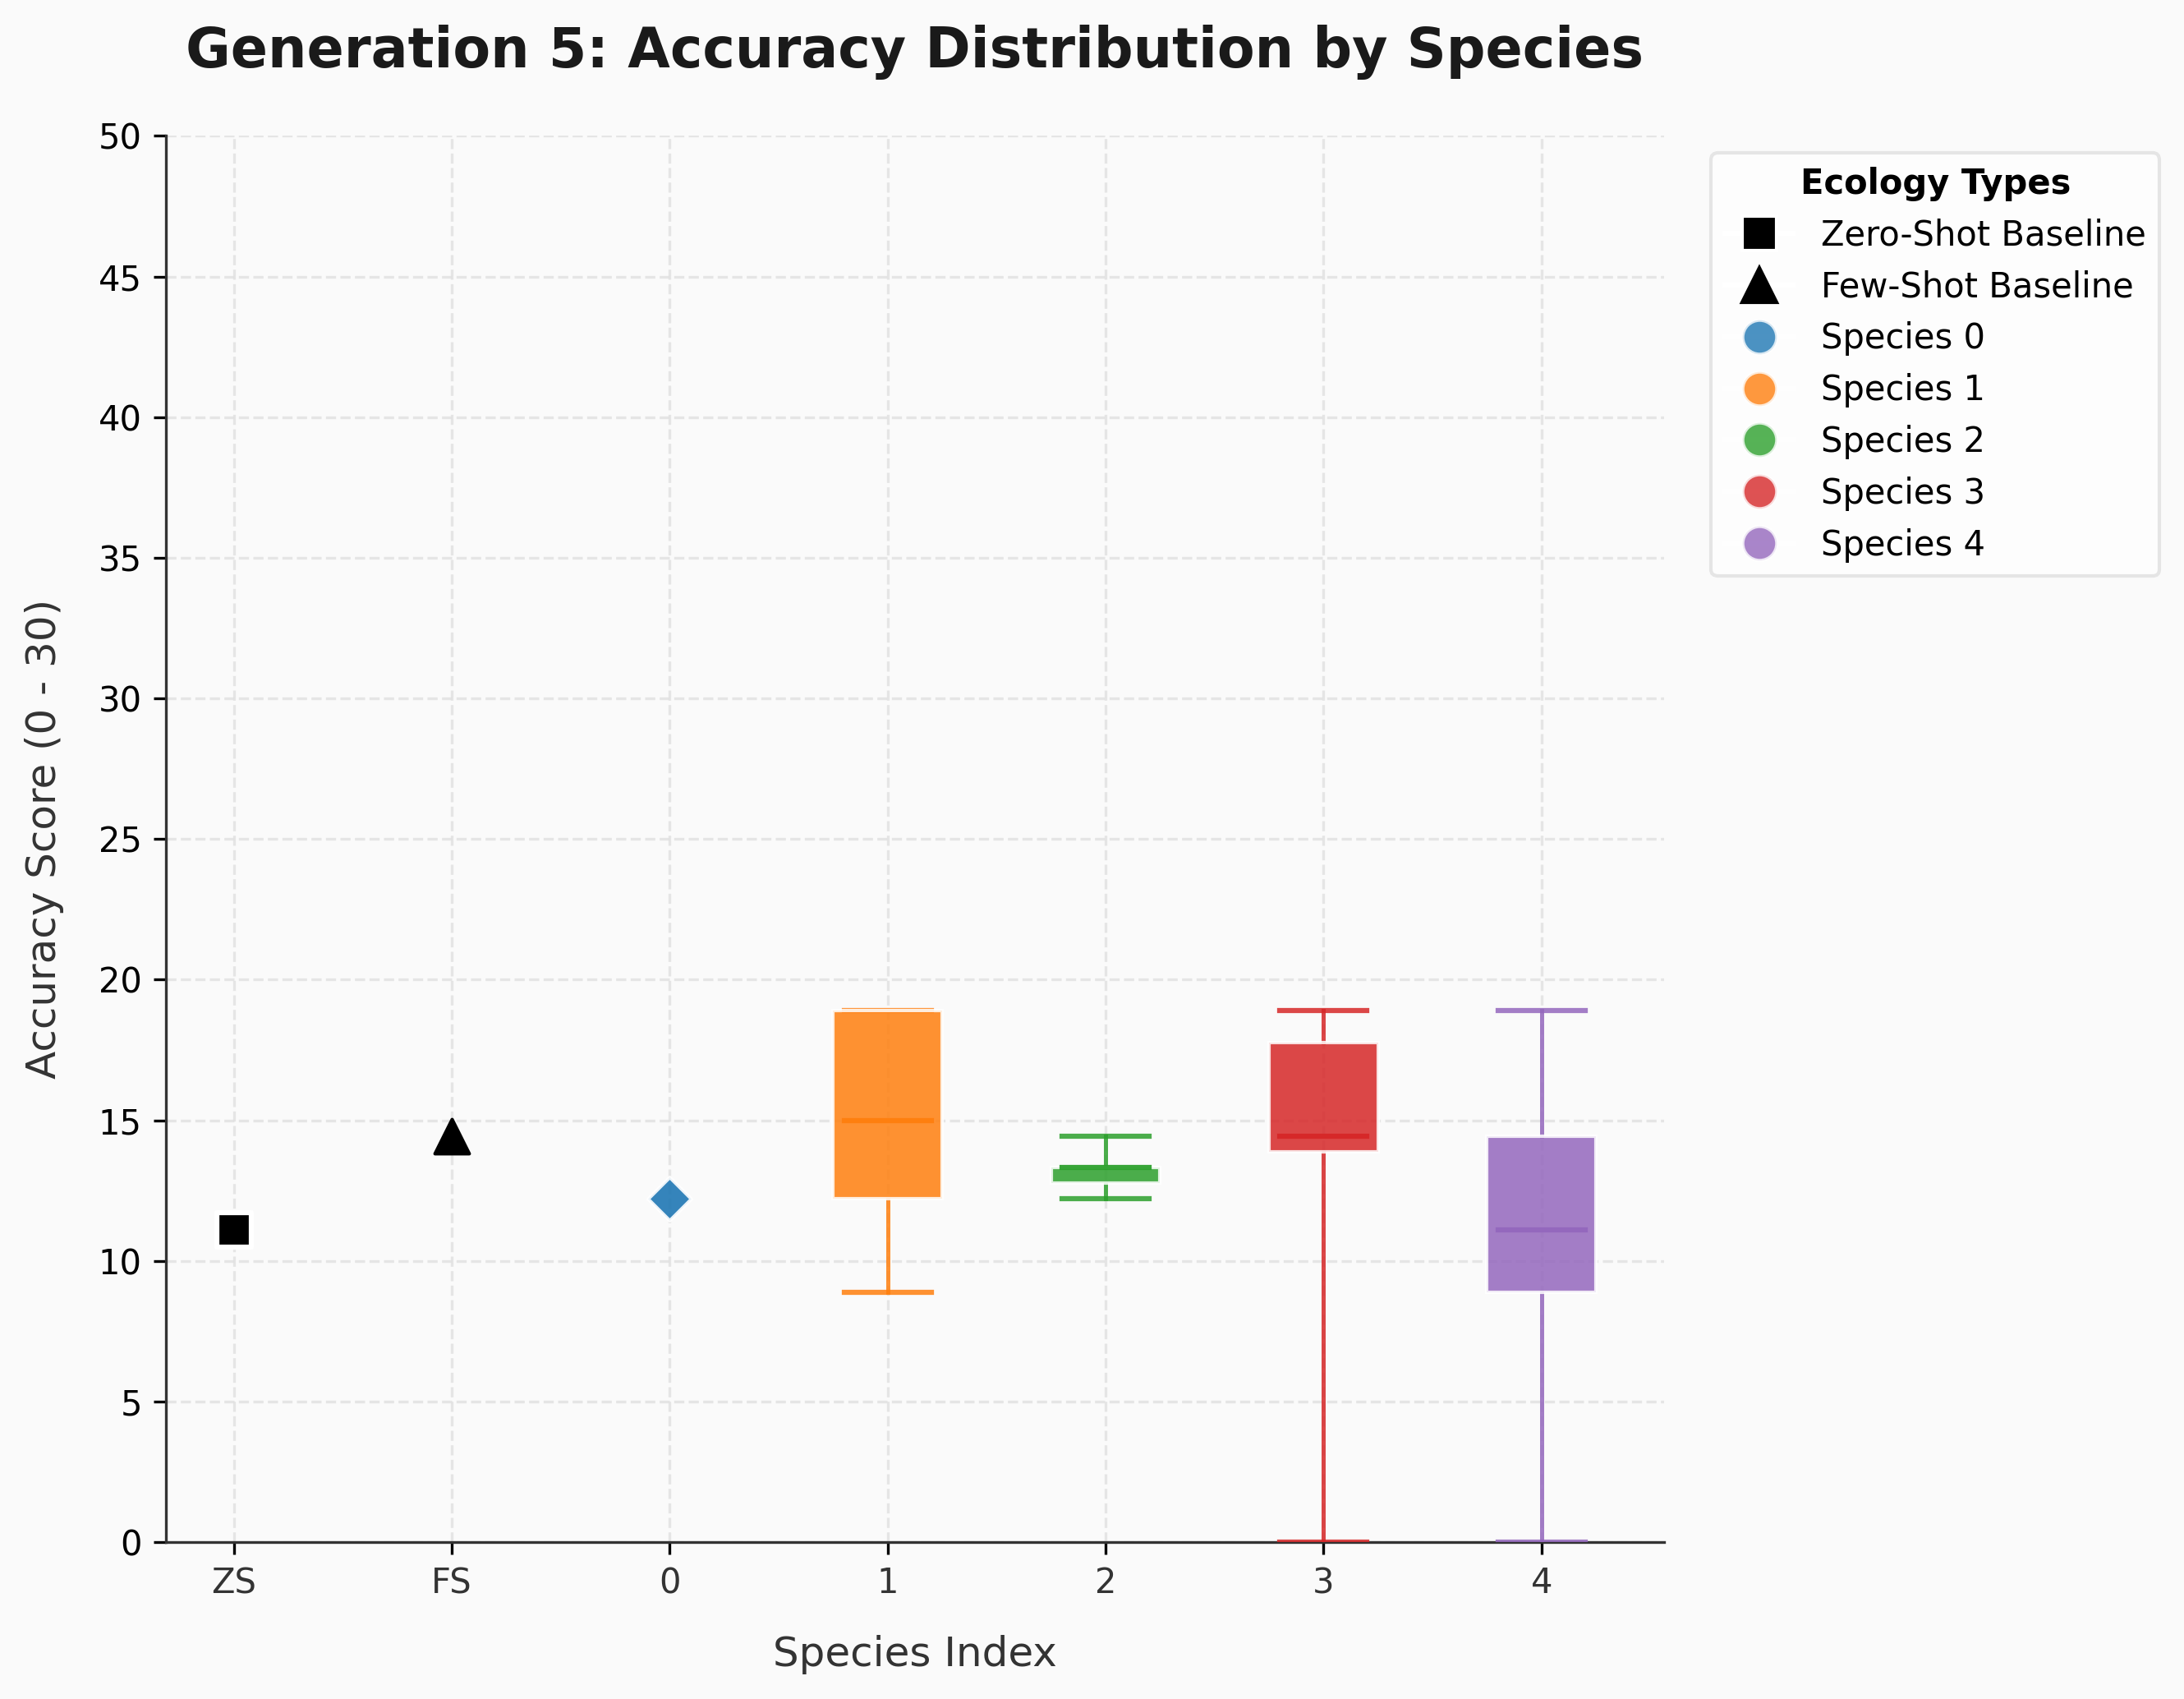 Generation 5: Accuracy Distribution by Species
50
45
40
35
30
25
20
15
10
5
0
Accuracy Score (0 - 30)
ZS
FS
0
1
2
3
4
Species Index
Ecology Types
Zero-Shot Baseline
Few-Shot Baseline
Species 0
Species 1
Species 2
Species 3
Species 4